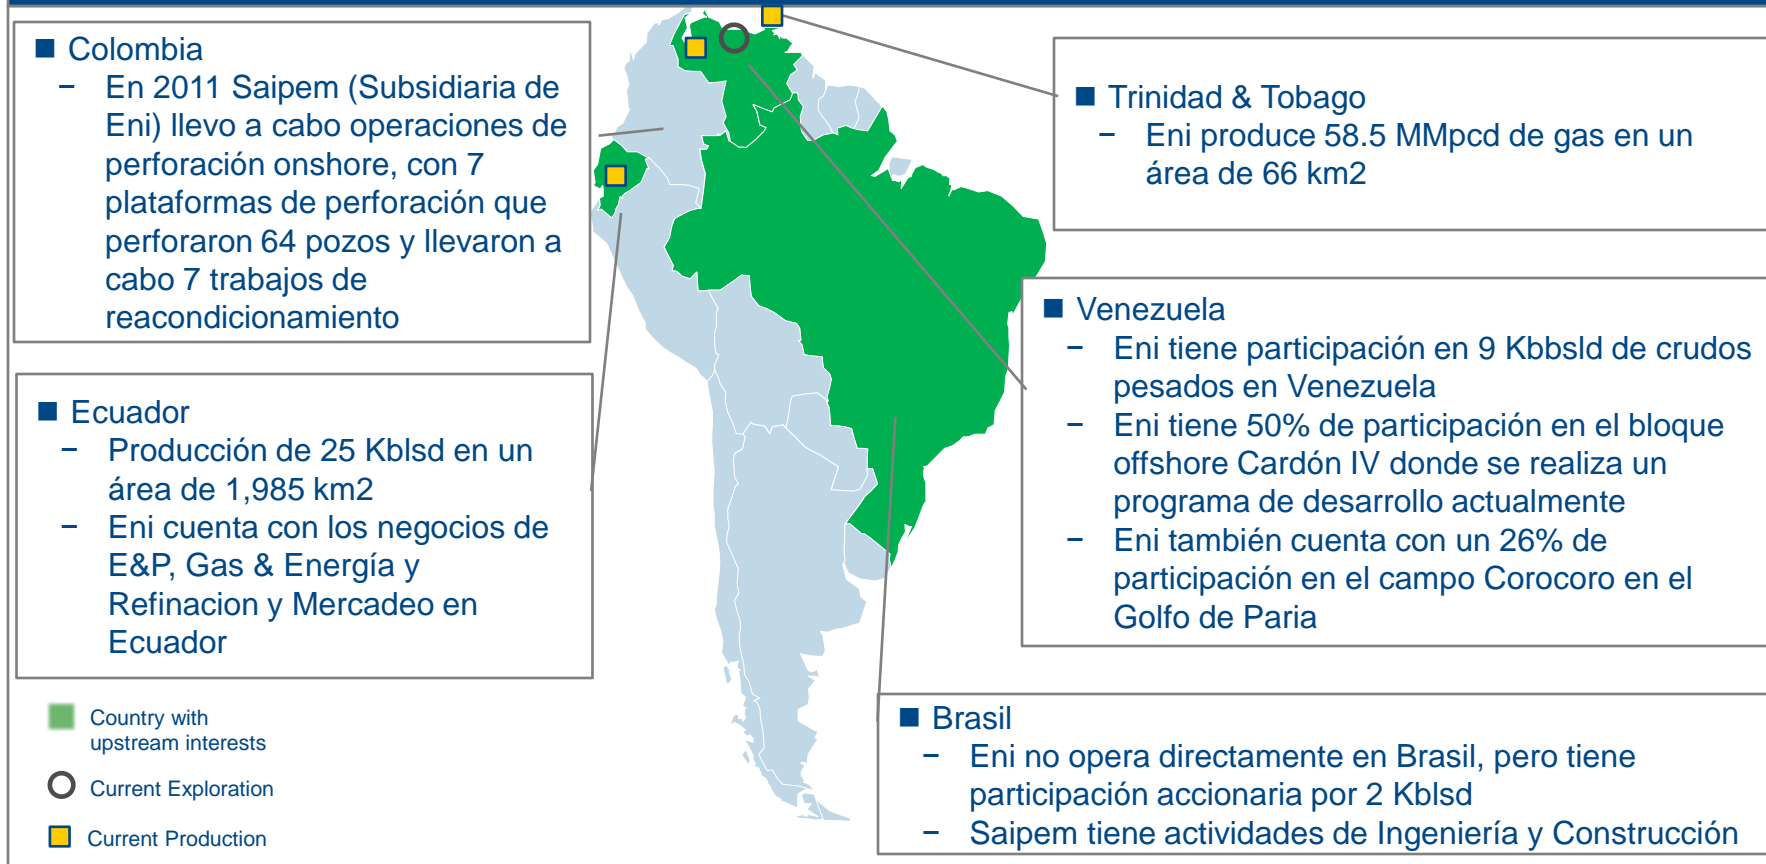 ■ Colombia
− En 2011 Saipem (Subsidiaria de
Eni) llevo a cabo operaciones de
perforación onshore, con 7
plataformas de perforación que
perforaron 64 pozos y llevaron a
cabo 7 trabajos de
reacondicionamiento
■ Ecuador
− Producción de 25 Kblsd en un
área de 1,985 km2
− Eni cuenta con los negocios de
E&P, Gas & Energía y
Refinacion y Mercadeo en
Ecuador
Country with
upstream interests
Current Exploration
Current Production
■ Trinidad & Tobago
− Eni produce 58.5 MMpcd de gas en un
área de 66 km2
■ Venezuela
− Eni tiene participación en 9 Kbbsld de crudos
pesados en Venezuela
− Eni tiene 50% de participación en el bloque
offshore Cardón IV donde se realiza un
programa de desarrollo actualmente
− Eni también cuenta con un 26% de
participación en el campo Corocoro en el
Golfo de Paria
■ Brasil
− Eni no opera directamente en Brasil, pero tiene
participación accionaria por 2 Kblsd
− Saipem tiene actividades de Ingeniería y Construcción